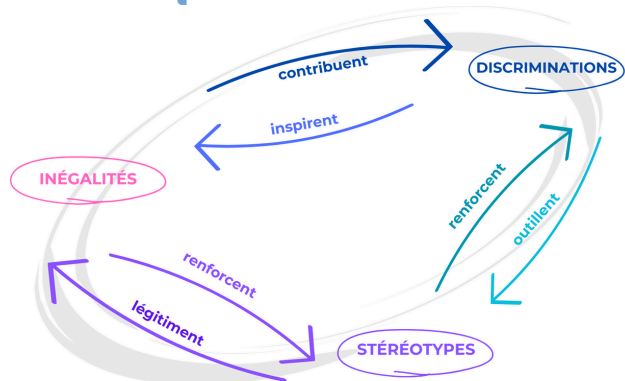 contribuent
DISCRIMINATIONS
inspirent
INÉGALITÉS
renforcent
outillent
renforcent
légitiment
STÉRÉOTYPES